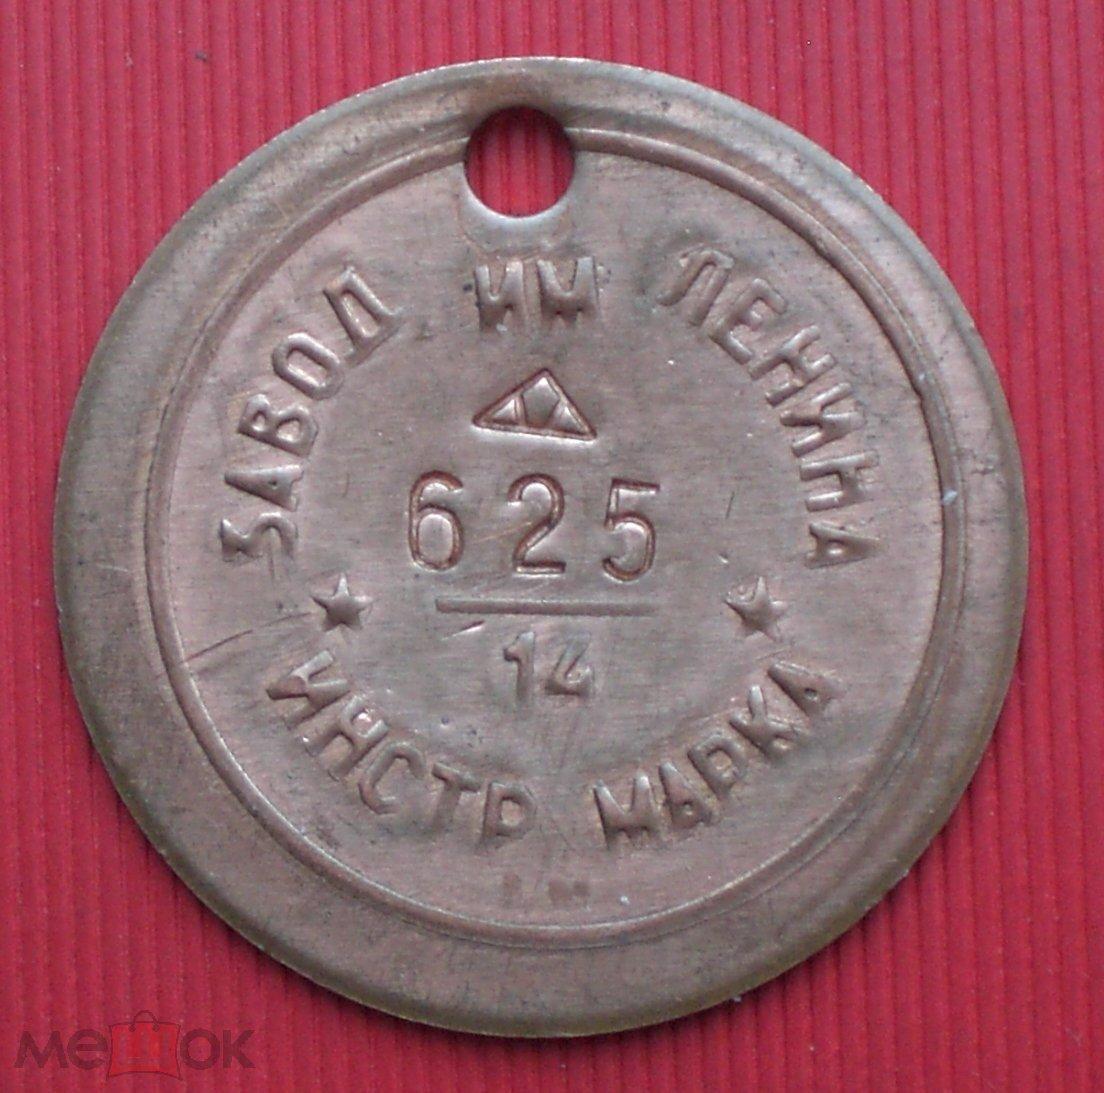 ЗАВОД ИМ ЛЕНИНА
625
14
ИНСТР МАРКА
мешок